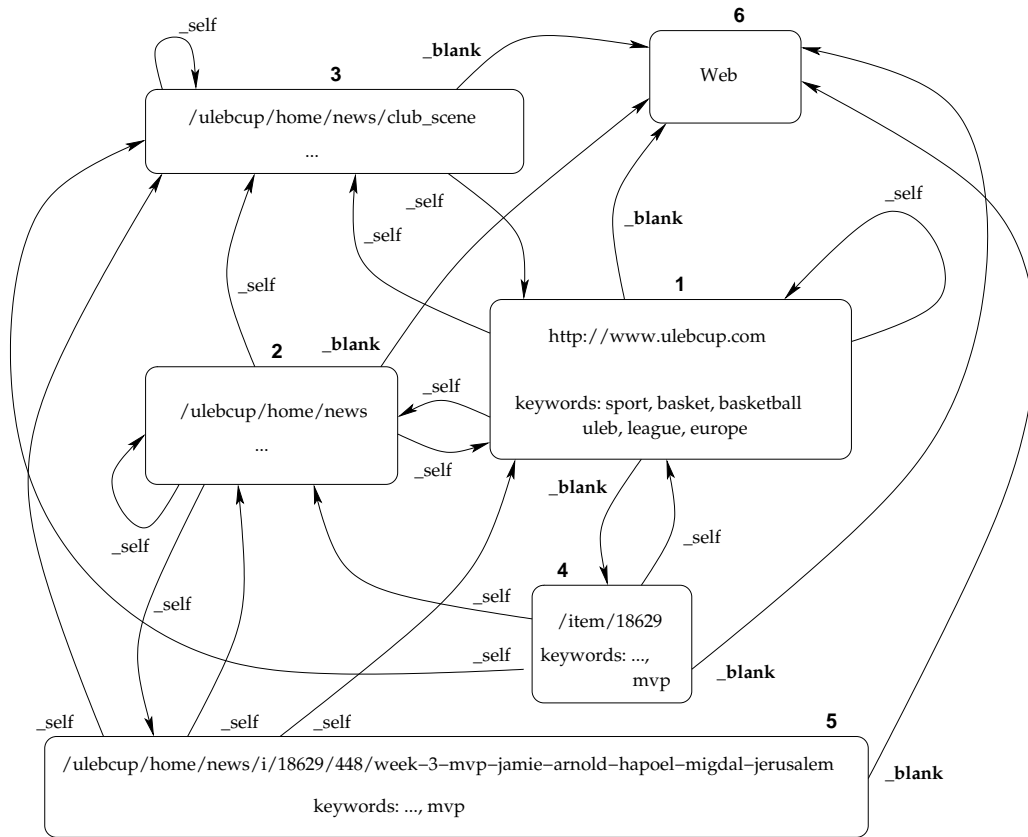 _self
6
_blank
3
Web
/ulebcup/home/news/club_scene
...
_self
_self
_blank
_self
_self
1
http://www.ulebcup.com
_blank
2
_self
/ulebcup/home/news
keywords: sport, basket, basketball
uleb, league, europe
...
_self
_blank
_self
_self
4
_self
_self
/item/18629
_self
keywords: ...,
mvp
_blank
_self
_self
_self
5
/ulebcup/home/news/i/18629/448/week–3–mvp–jamie–arnold–hapoel–migdal–jerusalem
_blank
keywords: ..., mvp